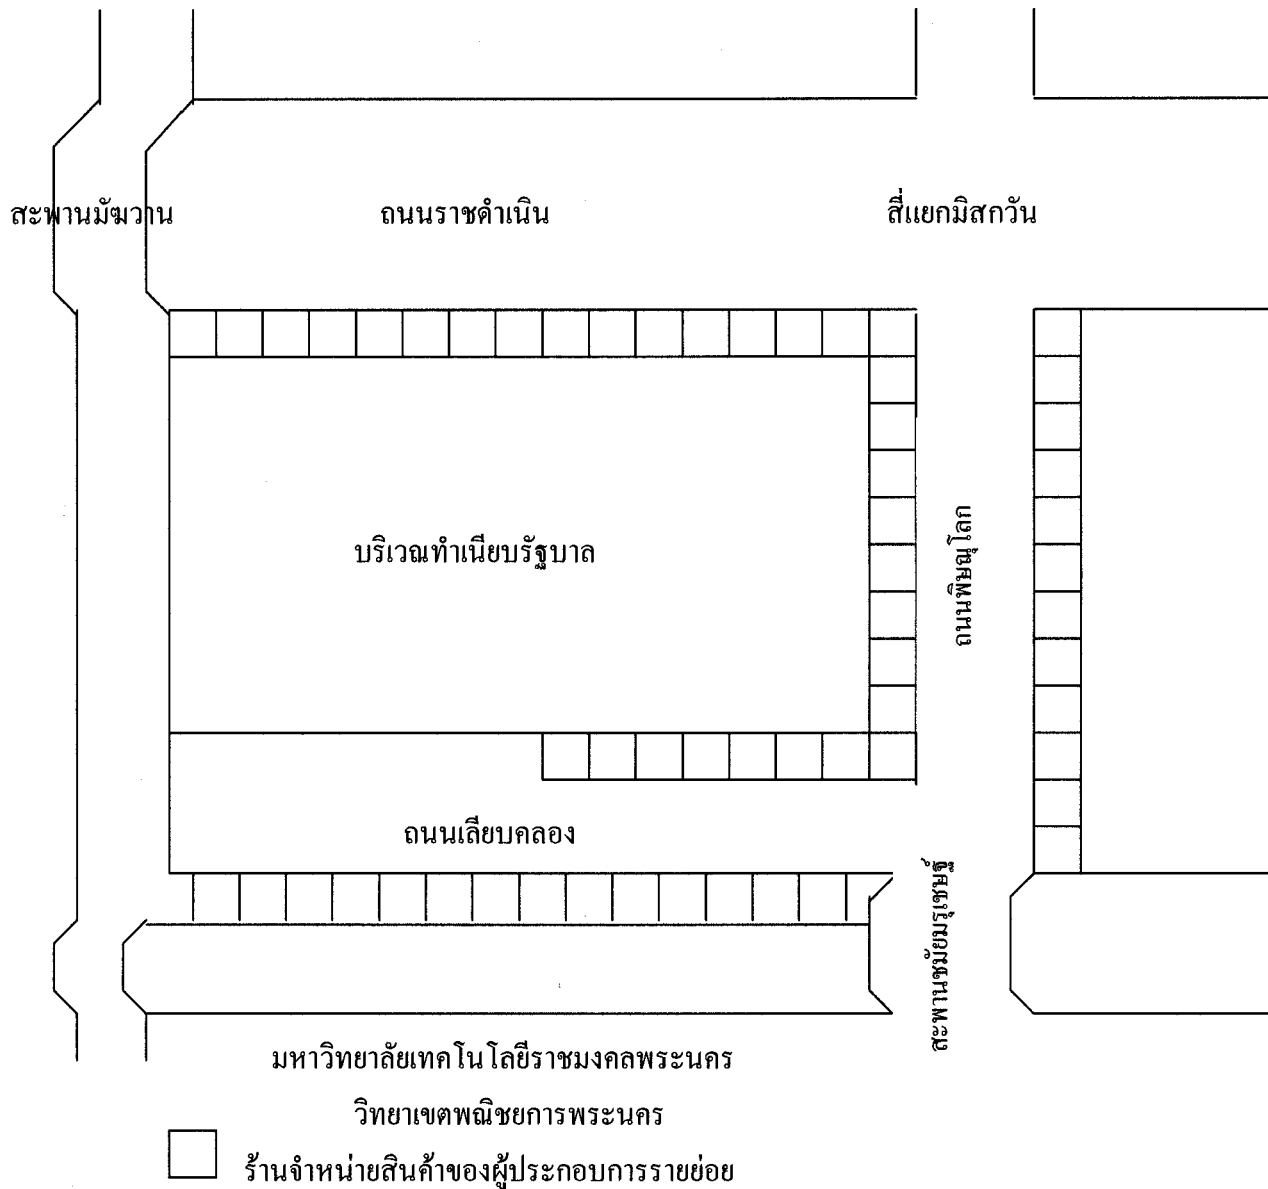 สะพานมัฆวาน
ถนนราชดำเนิน
สี่แยกมิสกวัน
บริเวณทำเนียบรัฐบาล
ถนนพิษณุโลก
ถนนเลียบคลอง
สะพานชมัยมรุเชษฐ์
มหาวิทยาลัยเทคโนโลยีราชมงคลพระนคร
วิทยาเขตพณิชยการพระนคร
ร้านจำหน่ายสินค้าของผู้ประกอบการรายย่อย